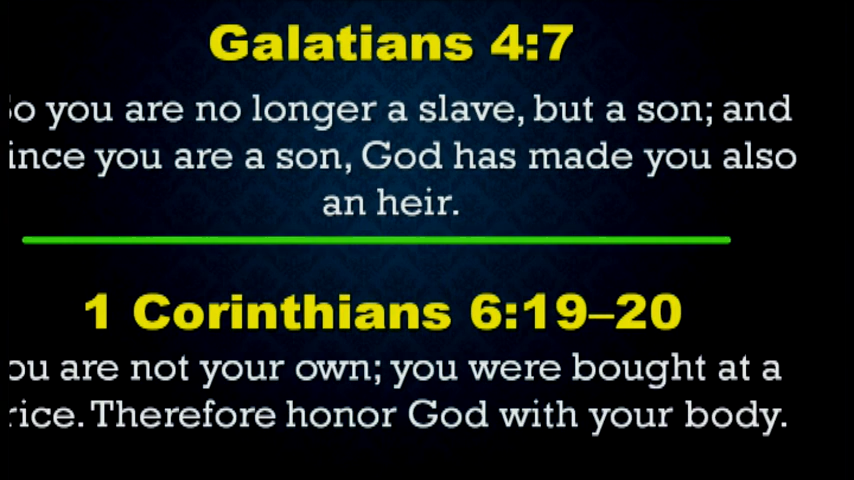 Galatians 4:7
So you are no longer a slave, but a son; and
ince you are a son, God has made you also
an heir.
1 Corinthians 6:19–20
ou are not your own; you were bought at a
rice. Therefore honor God with your body.